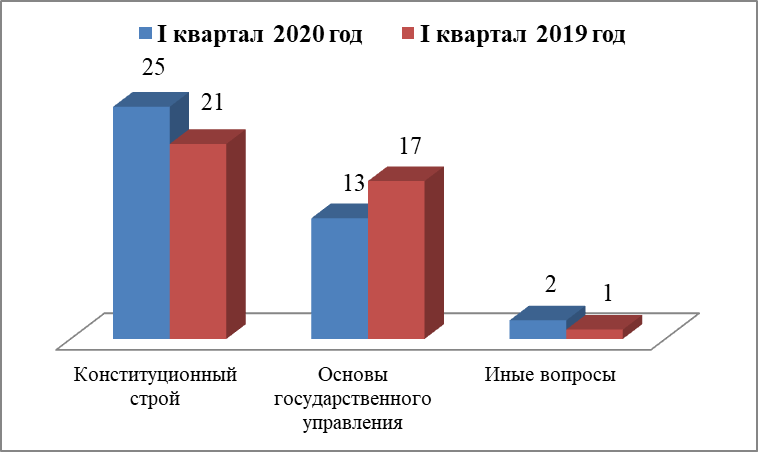 I квартал 2020 год I квартал 2019 год
25
21
13
17
2
1
Конституционный
строй
Основы
государственного
управления
Иные вопросы